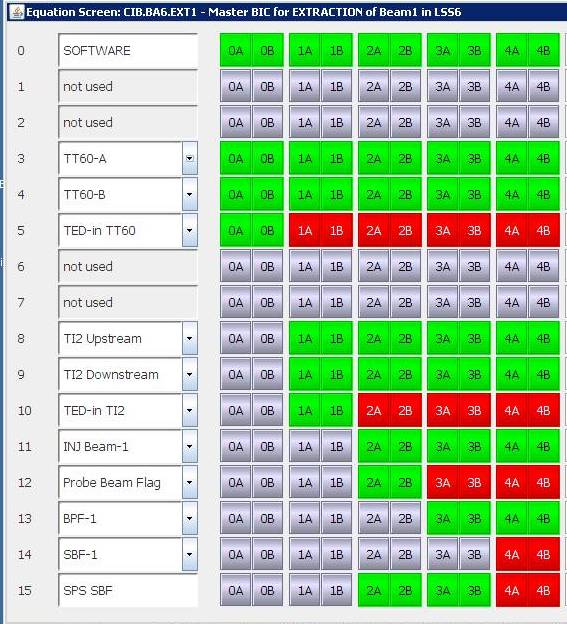 Equation Screen: CIB.BA6.EXT1 - Master BIC for EXTRACTION of Beam1 in LSS6
0 SOFTWARE 0A 0B 1A 1B 2A 2B 3A 3B 4A 4B
1 not used 0A 0B 1A 1B 2A 2B 3A 3B 4A 4B
2 not used 0A 0B 1A 1B 2A 2B 3A 3B 4A 4B
3 TT60-A 0A 0B 1A 1B 2A 2B 3A 3B 4A 4B
4 TT60-B 0A 0B 1A 1B 2A 2B 3A 3B 4A 4B
5 TED-in TT60 0A 0B 1A 1B 2A 2B 3A 3B 4A 4B
6 not used 0A 0B 1A 1B 2A 2B 3A 3B 4A 4B
7 not used 0A 0B 1A 1B 2A 2B 3A 3B 4A 4B
8 TI2 Upstream 0A 0B 1A 1B 2A 2B 3A 3B 4A 4B
9 TI2 Downstream 0A 0B 1A 1B 2A 2B 3A 3B 4A 4B
10 TED-in TI2 0A 0B 1A 1B 2A 2B 3A 3B 4A 4B
11 INJ Beam-1 0A 0B 1A 1B 2A 2B 3A 3B 4A 4B
12 Probe Beam Flag 0A 0B 1A 1B 2A 2B 3A 3B 4A 4B
13 BPF-1 0A 0B 1A 1B 2A 2B 3A 3B 4A 4B
14 SBF-1 0A 0B 1A 1B 2A 2B 3A 3B 4A 4B
15 SPS SBF 0A 0B 1A 1B 2A 2B 3A 3B 4A 4B